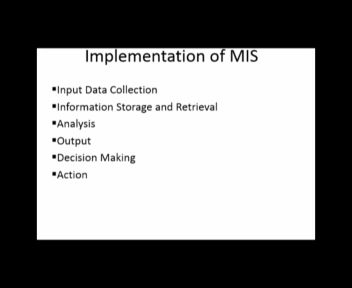 Implementation of MIS
▪Input Data Collection
▪Information Storage and Retrieval
▪Analysis
▪Output
▪Decision Making
▪Action